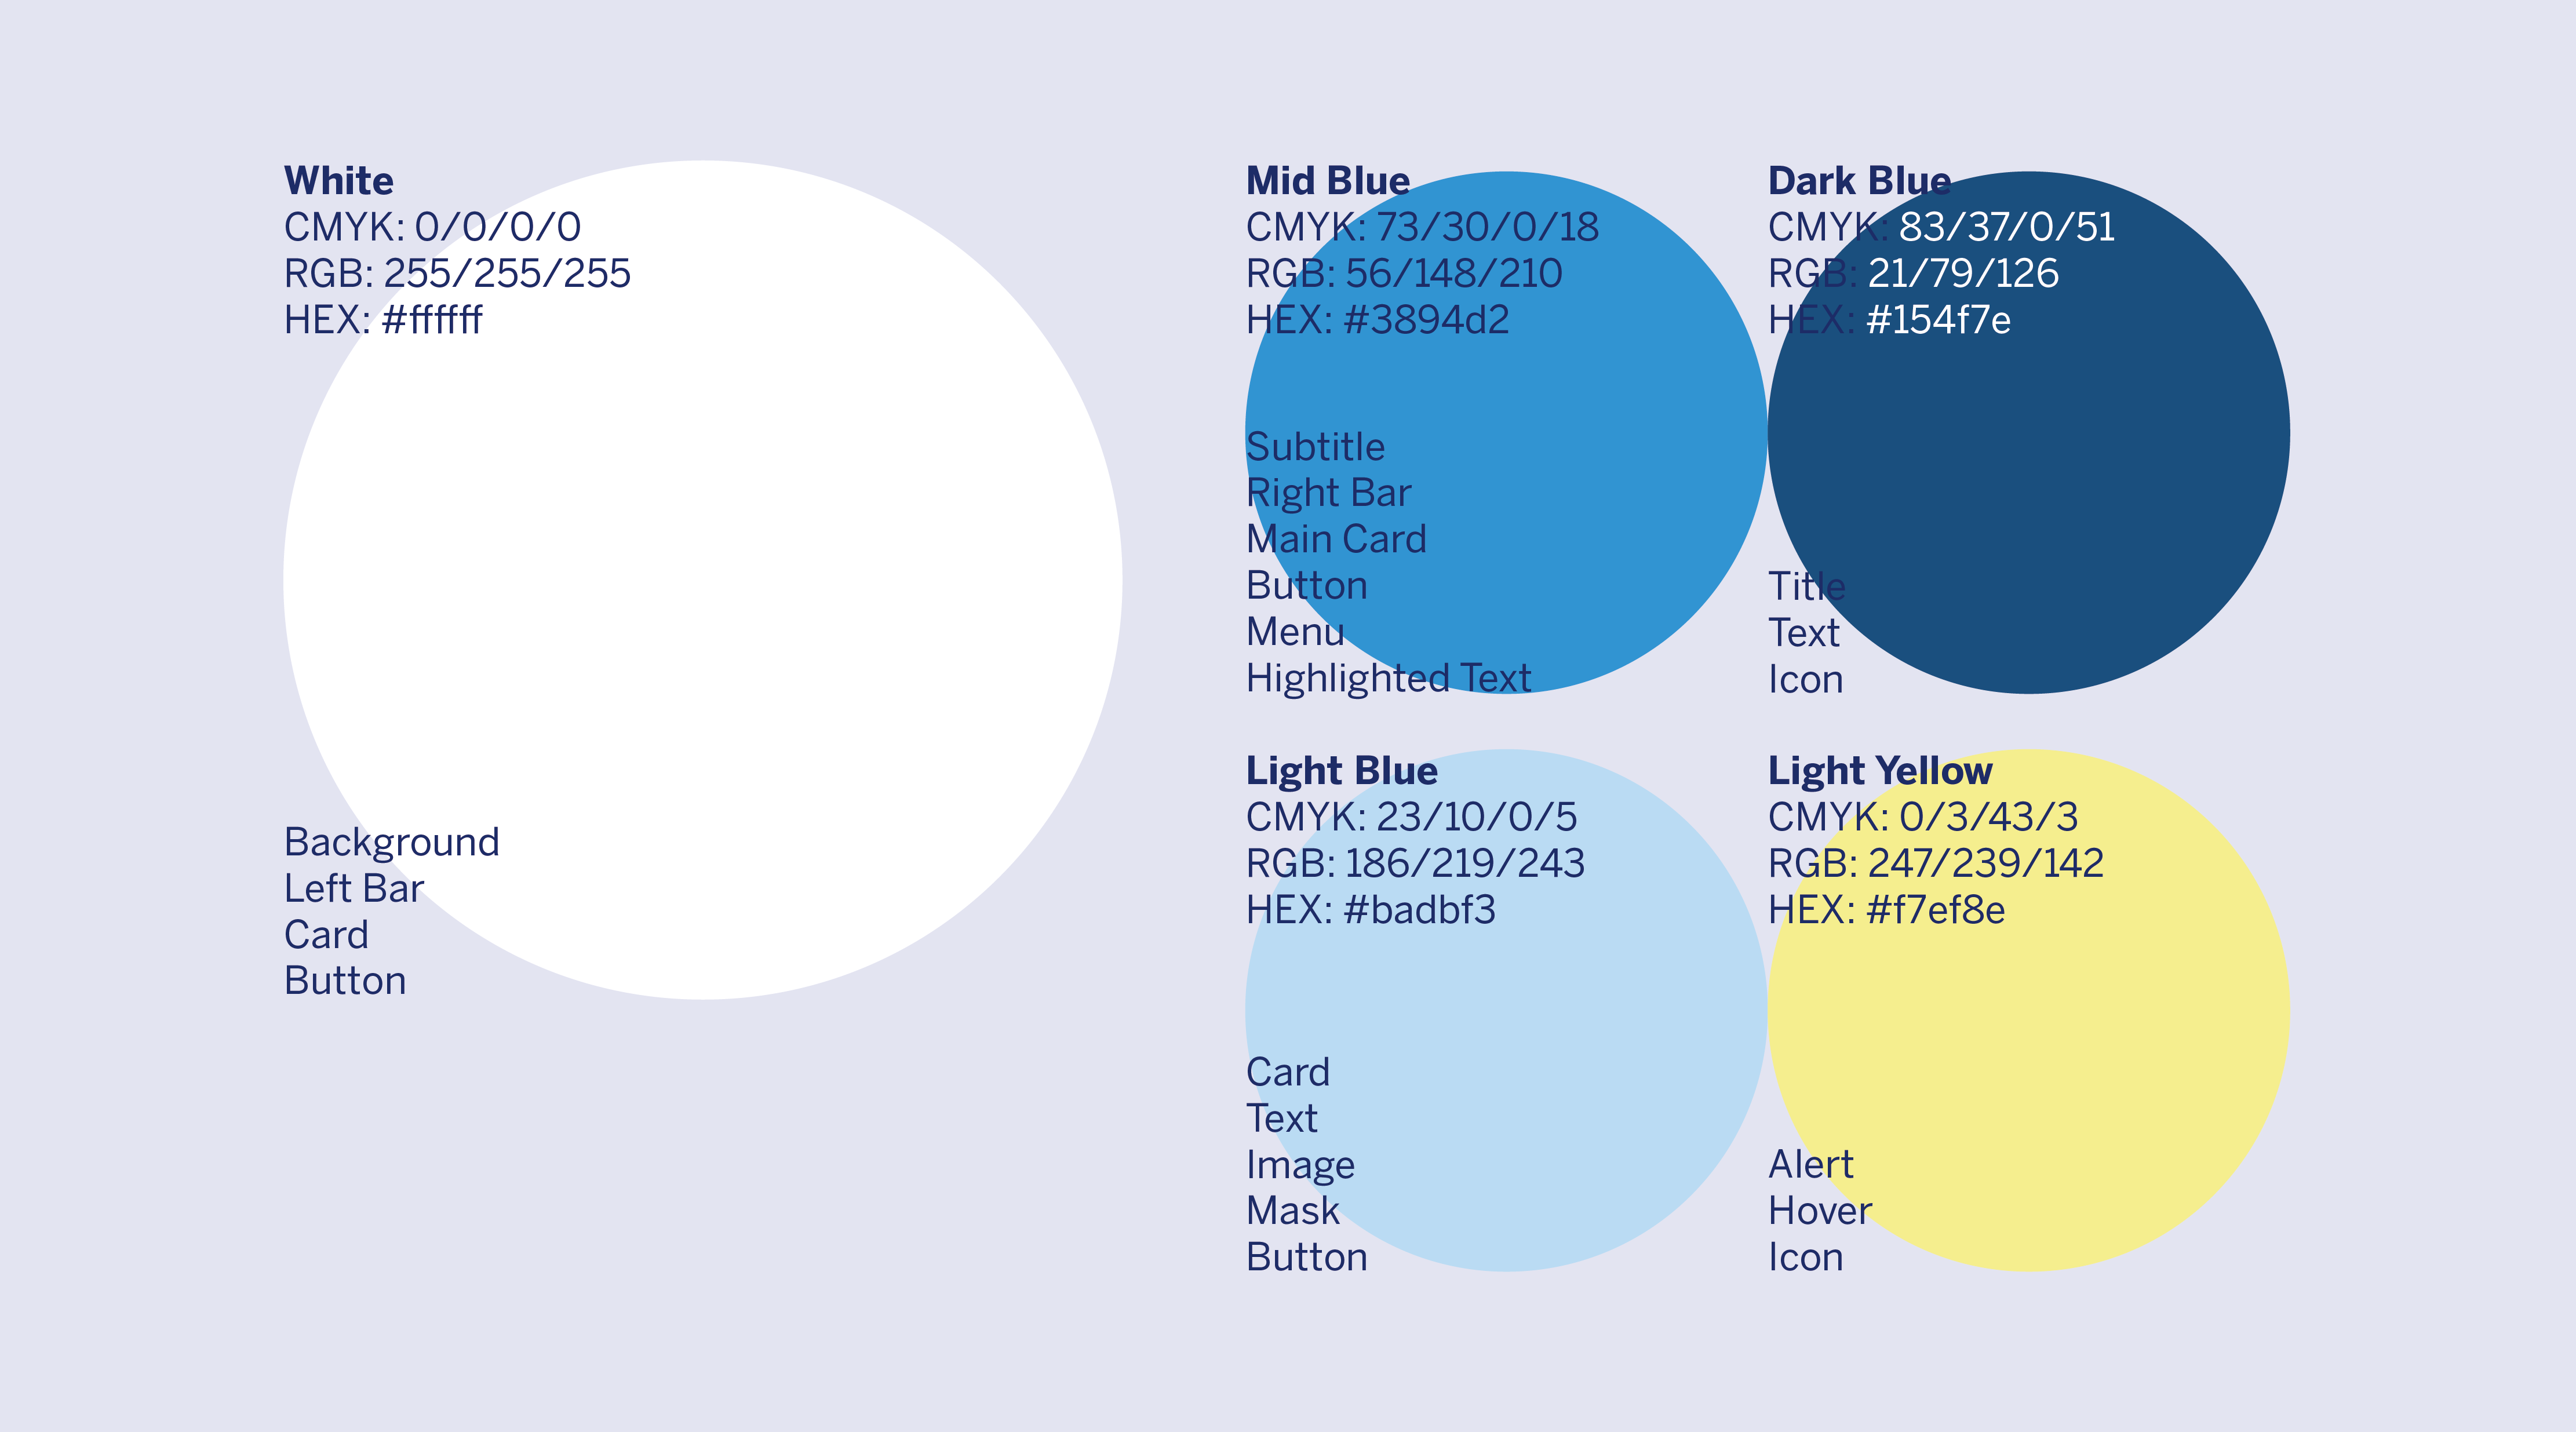 White
CMYK: 0/0/0/0
RGB: 255/255/255
HEX: #ffffff
Background
Left Bar
Card
Button
Mid Blue
CMYK: 73/30/0/18
RGB: 56/148/210
HEX: #3894d2
Subtitle
Right Bar
Main Card
Button
Menu
Highlighted Text
Dark Blue
CMYK: 83/37/0/51
RGB: 21/79/126
HEX: #154f7e
Title
Text
Icon
Light Blue
CMYK: 23/10/0/5
RGB: 186/219/243
HEX: #badbf3
Card
Text
Image
Mask
Button
Light Yellow
CMYK: 0/3/43/3
RGB: 247/239/142
HEX: #f7ef8e
Alert
Hover
Icon